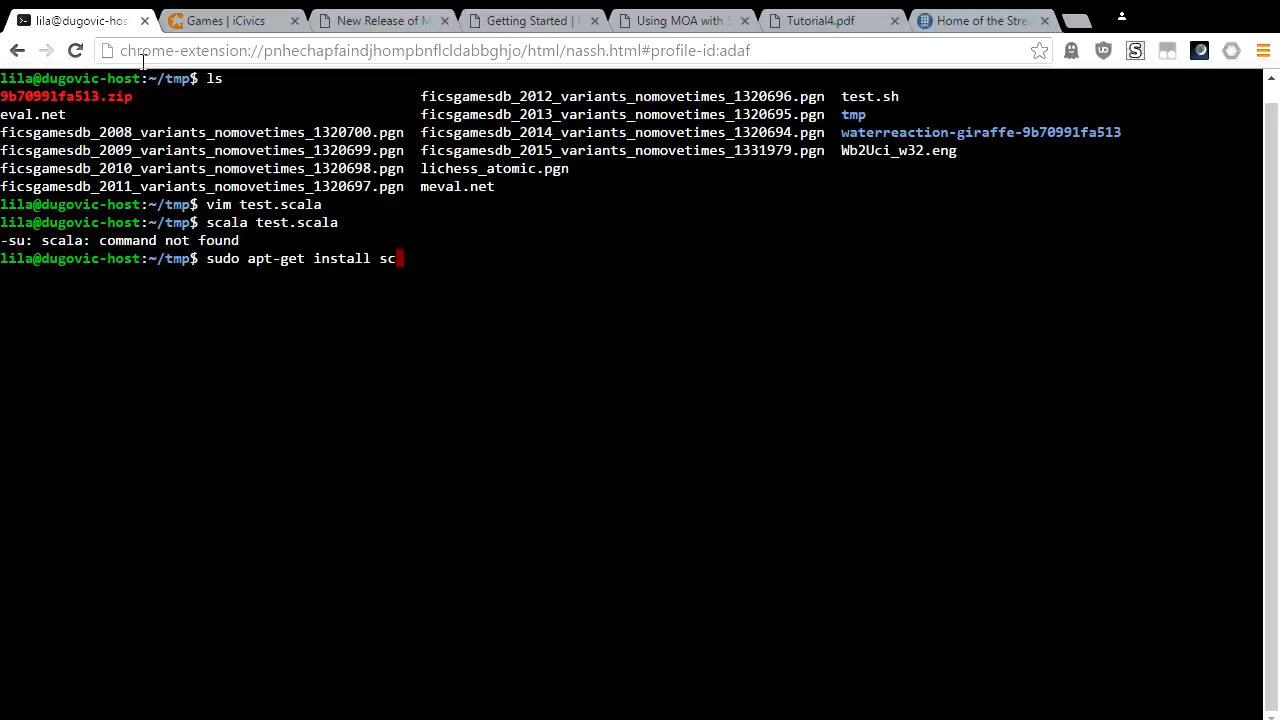 lila@dugovic-hos Games | iCivics New Release of M Getting Started | Using MOA with S Tutorial4.pdf Home of the Stre
chrome-extension://pnhechapfaindjhompbnflcldabbghjo/html/nassh.html#profile-id:adaf
lila@dugovic-host:~/tmp$ ls
9b70991fa513.zip ficsgamesdb_2012_variants_nomovetimes_1320696.pgn test.sh
eval.net ficsgamesdb_2013_variants_nomovetimes_1320695.pgn tmp
ficsgamesdb_2008_variants_nomovetimes_1320700.pgn ficsgamesdb_2014_variants_nomovetimes_1320694.pgn waterreaction-giraffe-9b70991fa513
ficsgamesdb_2009_variants_nomovetimes_1320699.pgn ficsgamesdb_2015_variants_nomovetimes_1331979.pgn Wb2Uci_w32.eng
ficsgamesdb_2010_variants_nomovetimes_1320698.pgn lichess_atomic.pgn
ficsgamesdb_2011_variants_nomovetimes_1320697.pgn meval.net
lila@dugovic-host:~/tmp$ vim test.scala
lila@dugovic-host:~/tmp$ scala test.scala
-su: scala: command not found
lila@dugovic-host:~/tmp$ sudo apt-get install sc